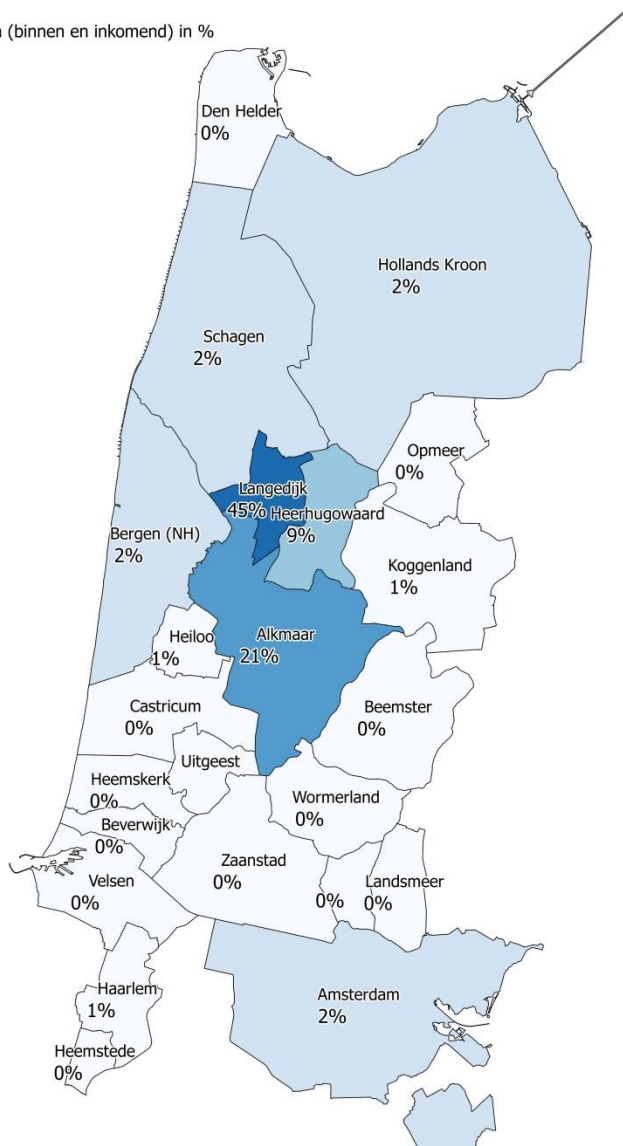 (binnen en inkomend) in %
Den Helder
0%
Hollands Kroon
2%
Schagen
2%
Opmeer
0%
Langedijk
45%
Heerhugowaard
9%
Bergen (NH)
2%
Koggenland
1%
Heiloo
1%
Alkmaar
21%
Castricum
0%
Beemster
0%
Uitgeest
Heemskerk
0%
Wormerland
0%
Beverwijk
0%
Zaanstad
0%
Velsen
0%
0%
Landsmeer
0%
Haarlem
1%
Amsterdam
2%
Heemstede
0%